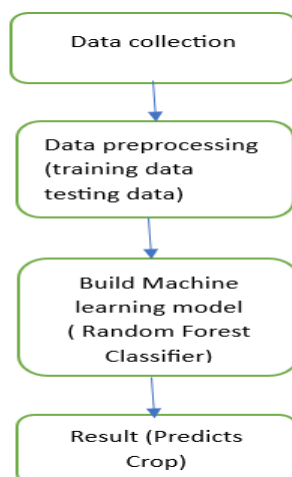 Data collection
Data preprocessing
(training data
testing data)
Build Machine
learning model
( Random Forest
Classifier)
Result (Predicts
Crop)